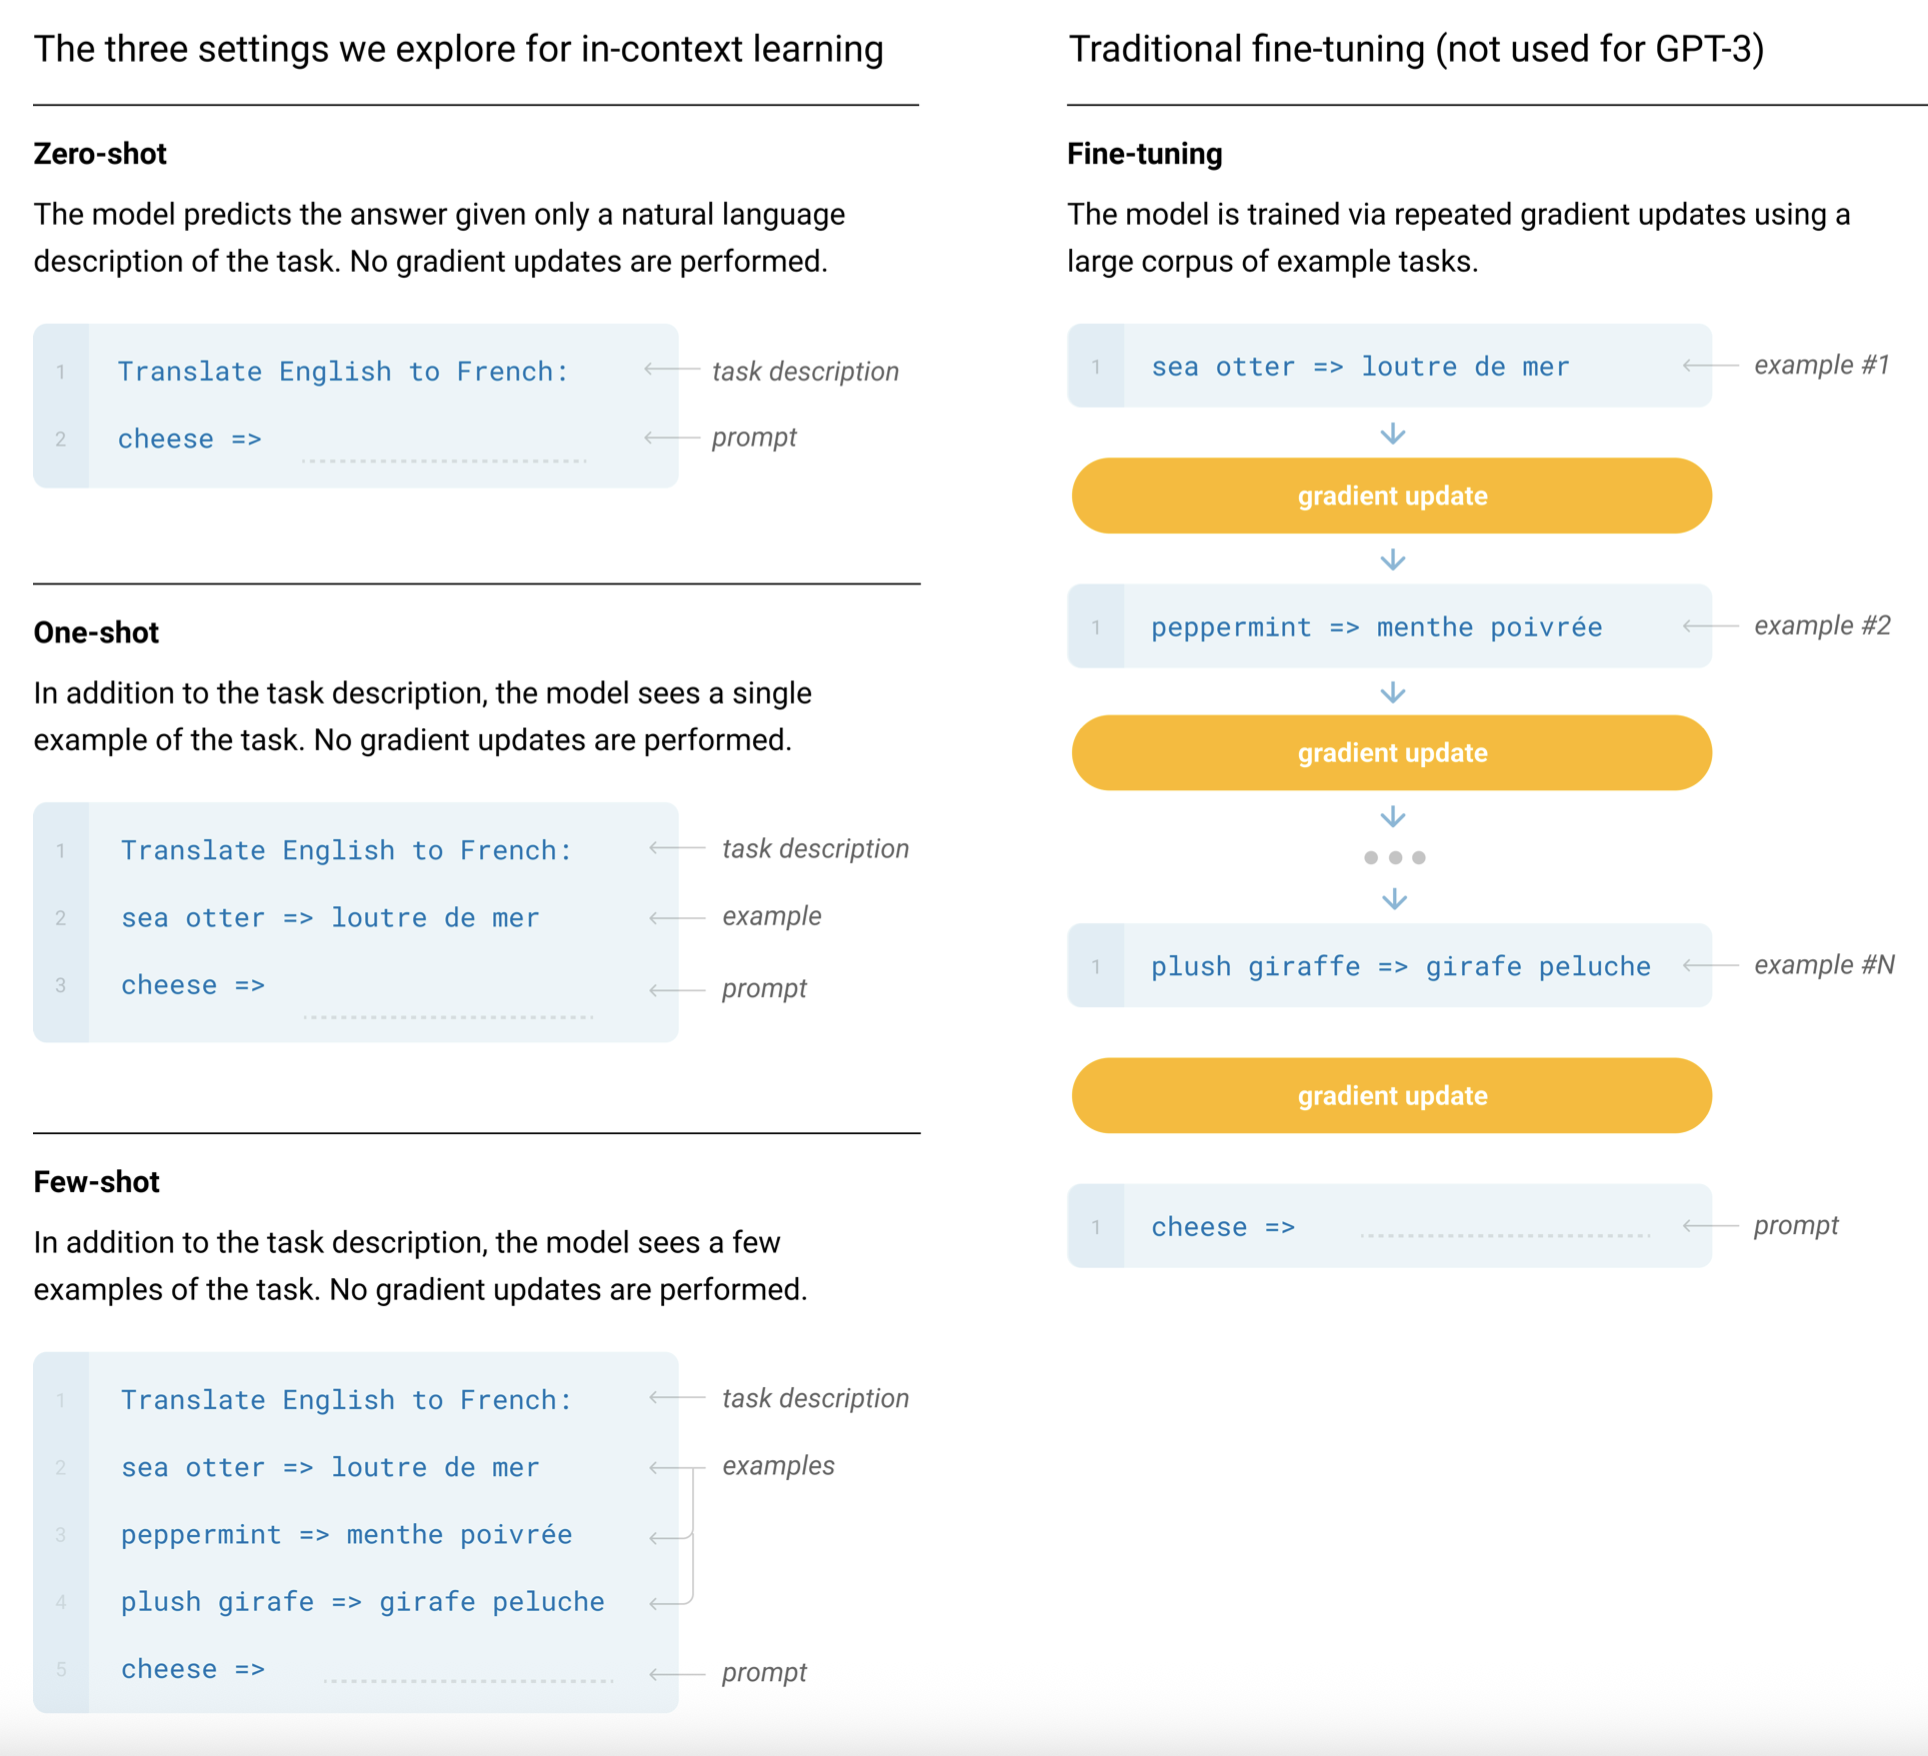 The three settings we explore for in-context learning
Zero-shot
The model predicts the answer given only a natural language
description of the task. No gradient updates are performed.
1 Translate English to French: task description
2 cheese => prompt
One-shot
In addition to the task description, the model sees a single
example of the task. No gradient updates are performed.
1 Translate English to French: task description
2 sea otter => loutre de mer example
3 cheese => prompt
Few-shot
In addition to the task description, the model sees a few
examples of the task. No gradient updates are performed.
1 Translate English to French: task description
2 sea otter => loutre de mer examples
3 peppermint => menthe poivrée
4 plush girafe => girafe peluche
5 cheese => prompt
Traditional fine-tuning (not used for GPT-3)
Fine-tuning
The model is trained via repeated gradient updates using a
large corpus of example tasks.
1 sea otter => loutre de mer example #1
gradient update
1 peppermint => menthe poivrée example #2
gradient update
1 plush giraffe => girafe peluche example #N
gradient update
1 cheese => prompt